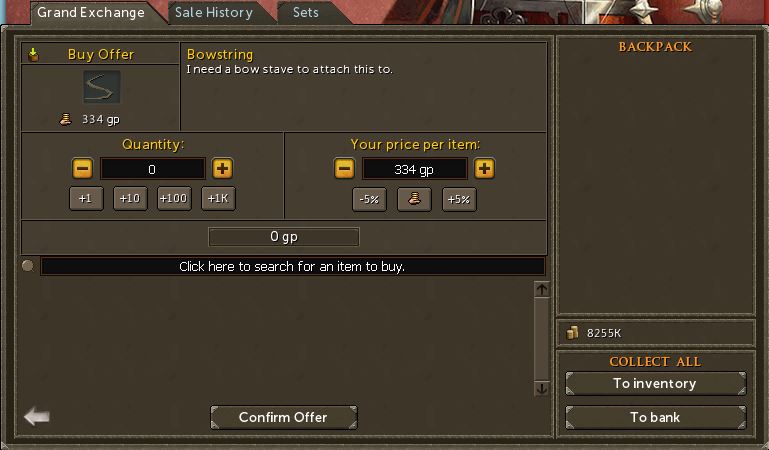 Grand Exchange
Sale History
Sets
Buy Offer
334 gp
Bowstring
I need a bow stave to attach this to.
Quantity:
0
+1 +10 +100 +1K
Your price per item:
334 gp
-5% +5%
0 gp
Click here to search for an item to buy.
Confirm Offer
BACKPACK
8255K
COLLECT ALL
To inventory
To bank